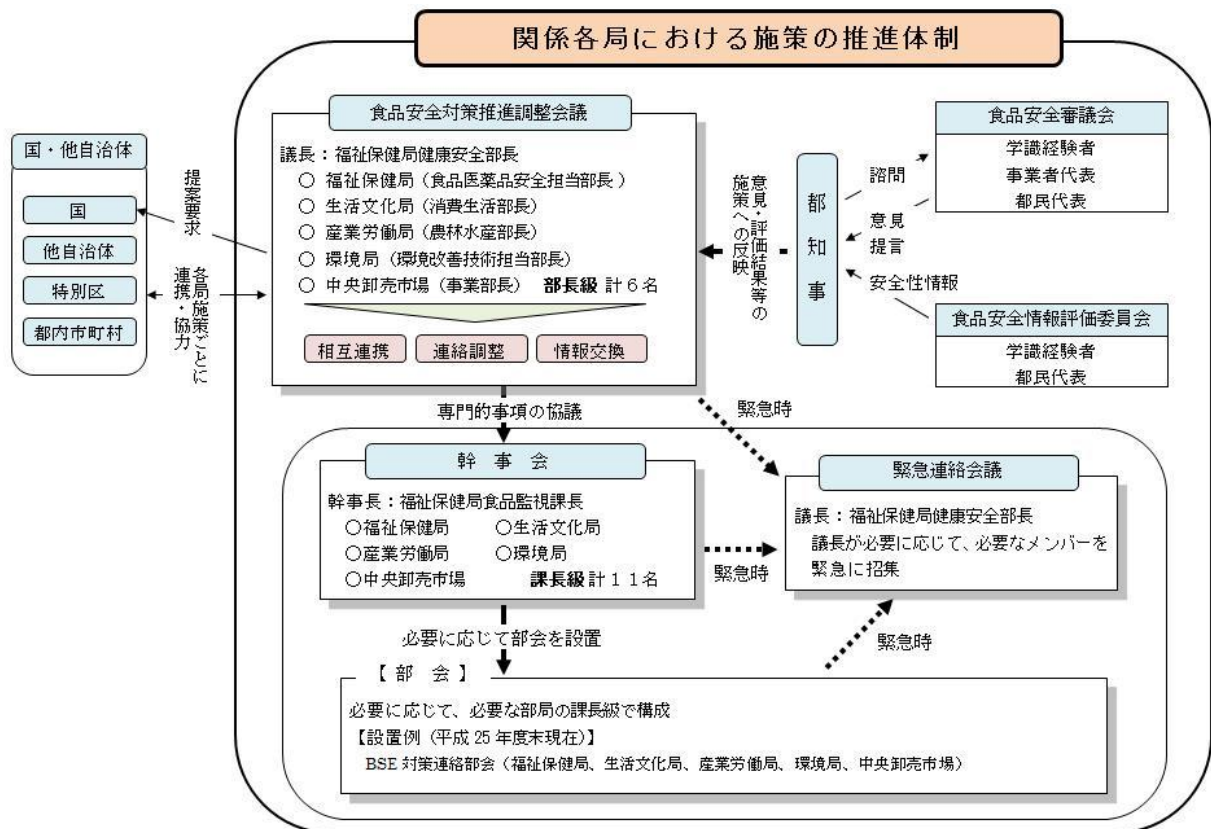 関係各局における施策の推進体制
国・他自治体
国
他自治体
特別区
都内市町村
提案要求
各局施策ごとに
連携・協力
食品安全対策推進調整会議
議長：福祉保健局健康安全部長
○ 福祉保健局（食品医薬品安全担当部長）
○ 生活文化局（消費生活部長）
○ 産業労働局（農林水産部長）
○ 環境局（環境改善技術担当部長）
○ 中央卸売市場（事業部長） 部長級 計６名
相互連携 連絡調整 情報交換
意見・評価結果等の
施策への反映
都知事
諮問
意見
提言
安全性情報
食品安全審議会
学識経験者
事業者代表
都民代表
食品安全情報評価委員会
学識経験者
都民代表
専門的事項の協議
緊急時
幹事会
幹事長：福祉保健局食品監視課長
○福祉保健局 ○生活文化局
○産業労働局 ○環境局
○中央卸売市場 課長級 計１１名
緊急時
緊急連絡会議
議長：福祉保健局健康安全部長
議長が必要に応じて、必要なメンバーを
緊急に招集
必要に応じて部会を設置
緊急時
【 部 会 】
必要に応じて、必要な部局の課長級で構成
【設置例（平成 25 年度末現在）】
BSE 対策連絡部会（福祉保健局、生活文化局、産業労働局、環境局、中央卸売市場）